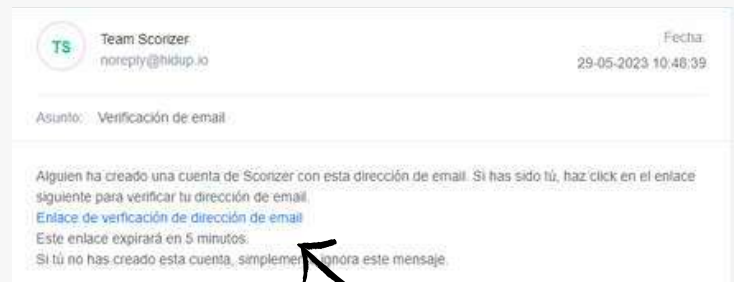 TS
Team Scorizer
noreply@hidup.io
Fecha:
29-05-2023 10:48:39
Asunto: Verificación de email
Alguien ha creado una cuenta de Scorizer con esta dirección de email. Si has sido tú, haz click en el enlace
siguiente para verificar tu dirección de email.
Enlace de verficación de dirección de email
Este enlace expirará en 5 minutos.
Si tú no has creado esta cuenta, simplemente ignora este mensaje.